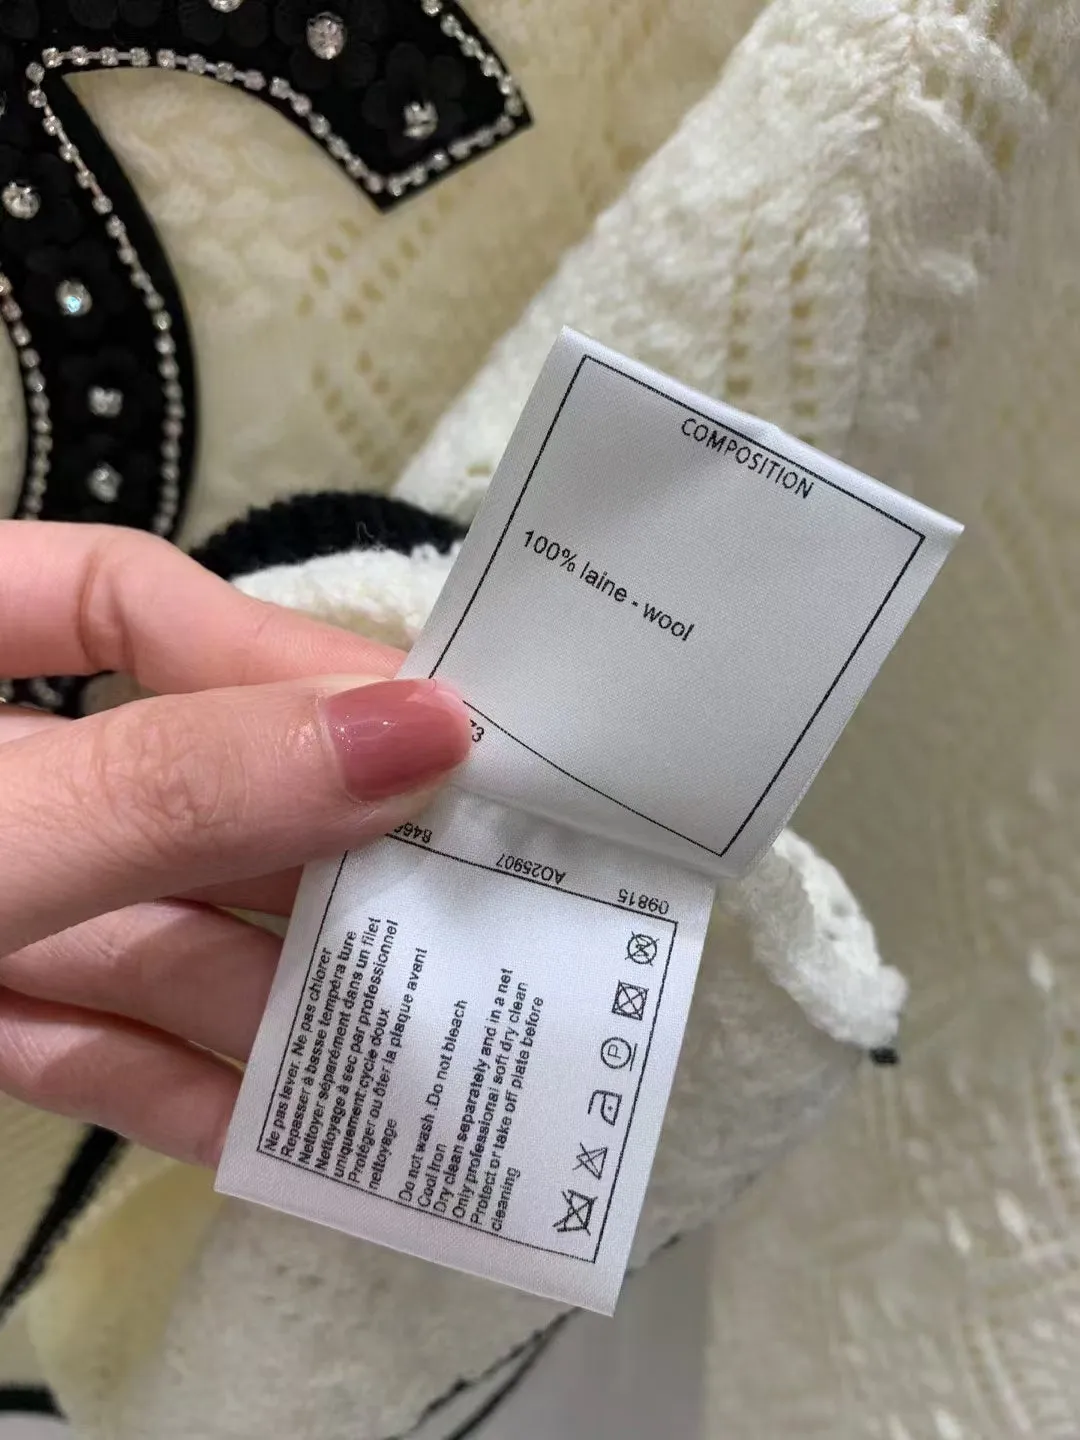 COMPOSITION
100% laine - wool
09815
AO25907
Ne pas laver. Ne pas chlorer
Repasser à basse tempéra ture
Nettoyer séparément dans un filet
Nettoyage à sec par professionnel
uniquement cycle doux
Protéger ou ôter la plaque avant
nettoyage
Do not wash .Do not bleach
Cool Iron
Dry clean separately and in a net
Only professional soft dry clean
Protect or take off plate before
cleaning
P